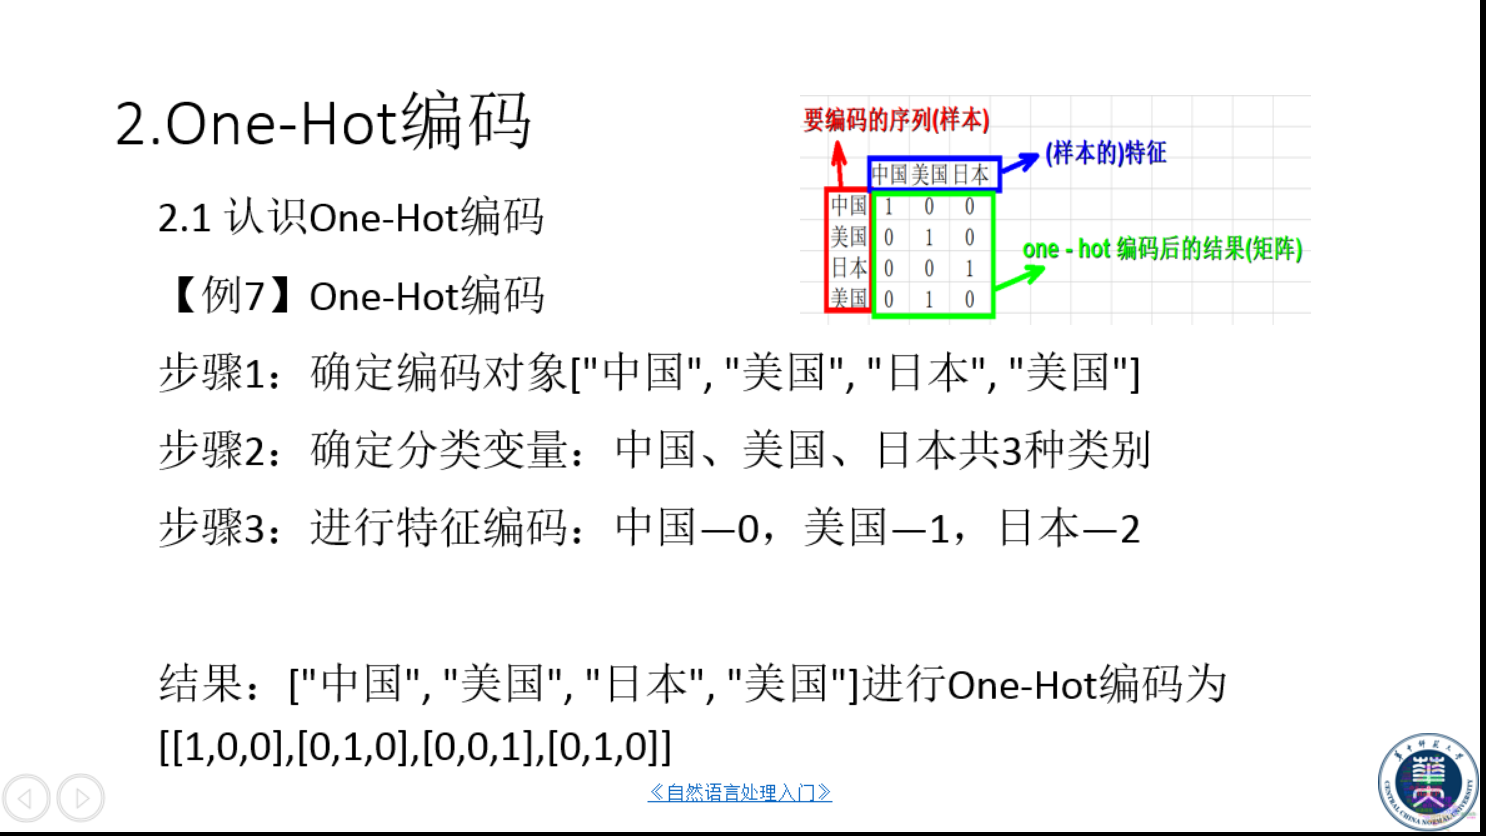 2.One-Hot编码
要编码的序列(样本)
(样本的)特征
中国 美国 日本
中国 1 0 0
美国 0 1 0
日本 0 0 1
美国 0 1 0
one - hot 编码后的结果(矩阵)
2.1 认识One-Hot编码
【例7】One-Hot编码
步骤1：确定编码对象["中国", "美国", "日本", "美国"]
步骤2：确定分类变量：中国、美国、日本共3种类别
步骤3：进行特征编码：中国—0，美国—1，日本—2
结果：["中国", "美国", "日本", "美国"]进行One-Hot编码为
[[1,0,0],[0,1,0],[0,0,1],[0,1,0]]
《自然语言处理入门》
华中师范大学
CENTRAL CHINA NORMAL UNIVERSITY